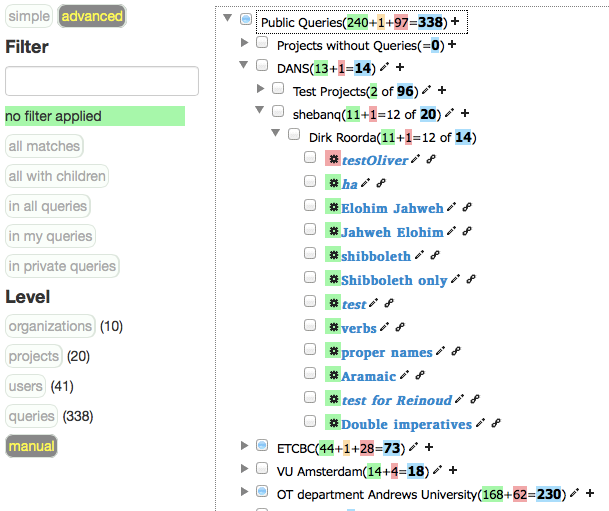 simple advanced
Filter
no filter applied
all matches
all with children
in all queries
in my queries
in private queries
Level
organizations (10)
projects (20)
users (41)
queries (338)
manual
Public Queries(240+1+97=338)
Projects without Queries(=0)
DANS(13+1=14)
Test Projects(2 of 96)
shebanq(11+1=12 of 20)
Dirk Roorda(11+1=12 of 14)
testOliver
ha
Elohim Jahweh
Jahweh Elohim
shibboleth
Shibboleth only
test
verbs
proper names
Aramaic
test for Reinoud
Double imperatives
ETCBC(44+1+28=73)
VU Amsterdam(14+4=18)
OT department Andrews University(168+62=230)